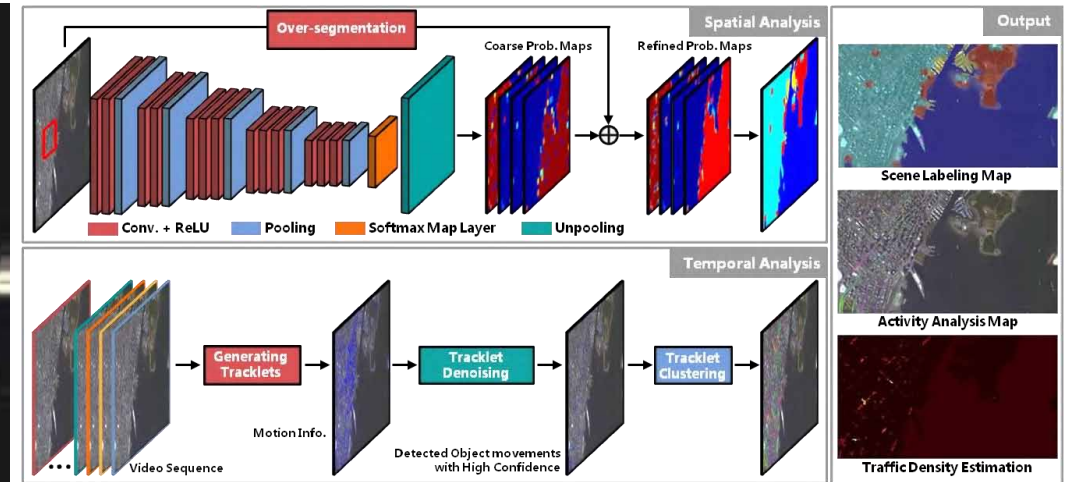 Spatial Analysis
Over-segmentation
Coarse Prob. Maps
Refined Prob. Maps
Conv. + ReLU
Pooling
Softmax Map Layer
Unpooling
Temporal Analysis
Generating
Tracklets
Tracklet
Denoising
Tracklet
Clustering
Motion Info.
Detected Object movements
with High Confidence
Video Sequence
Output
Scene Labeling Map
Activity Analysis Map
Traffic Density Estimation